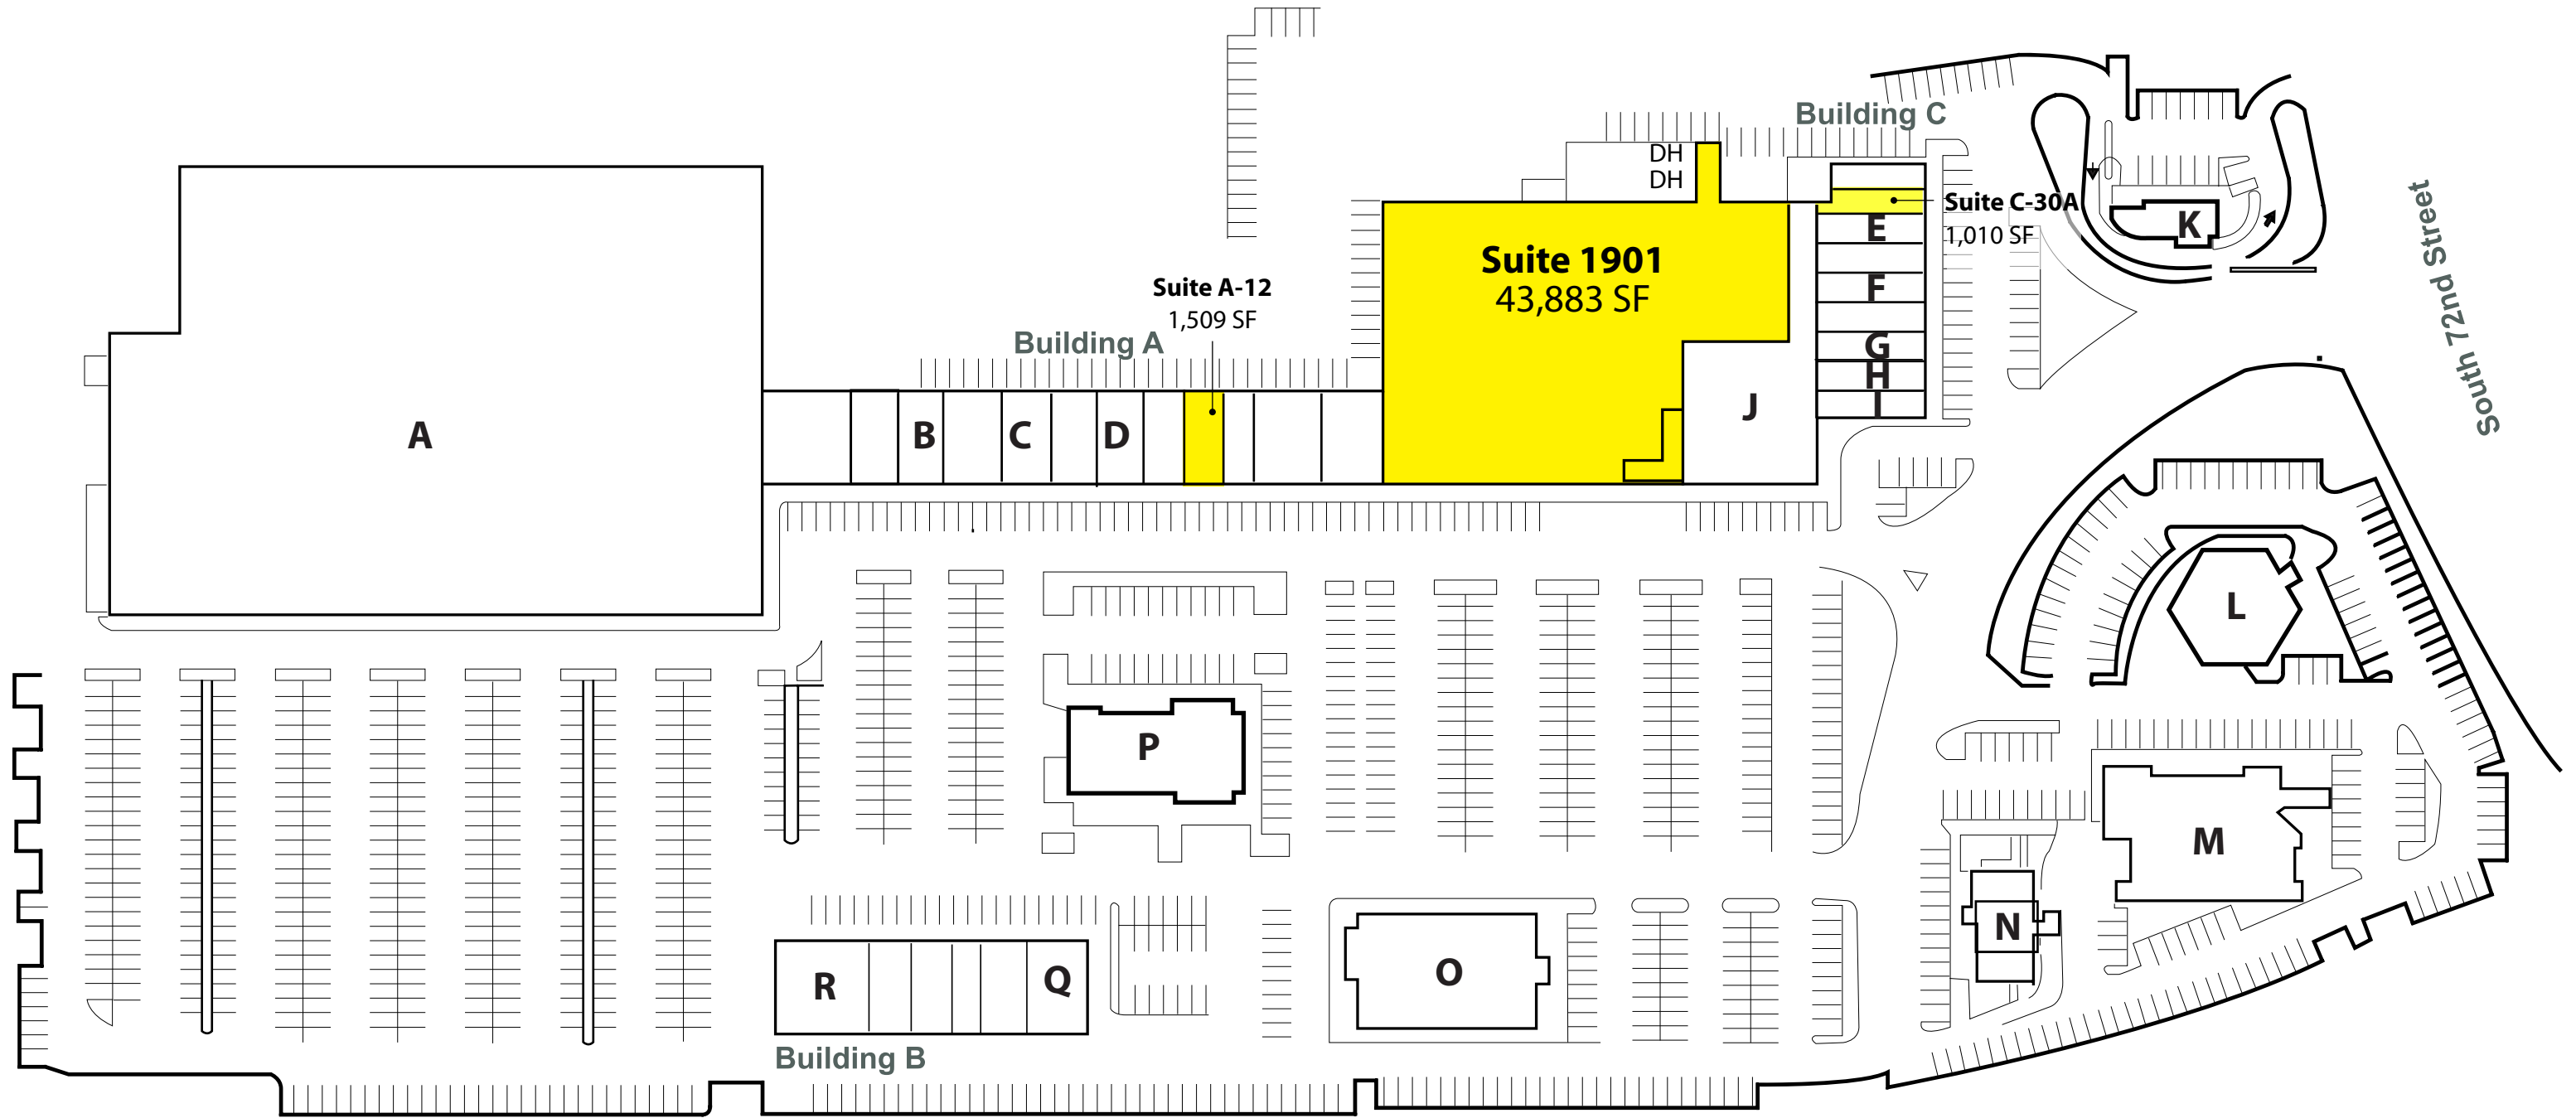 Building C
DH
DH
Suite C-30A
1,010 SF
K
South 72nd Street
E
Suite 1901
43,883 SF
Suite A-12
1,509 SF
F
Building A
G
H
I
J
A
B
C
D
L
P
M
N
R
Q
O
Building B